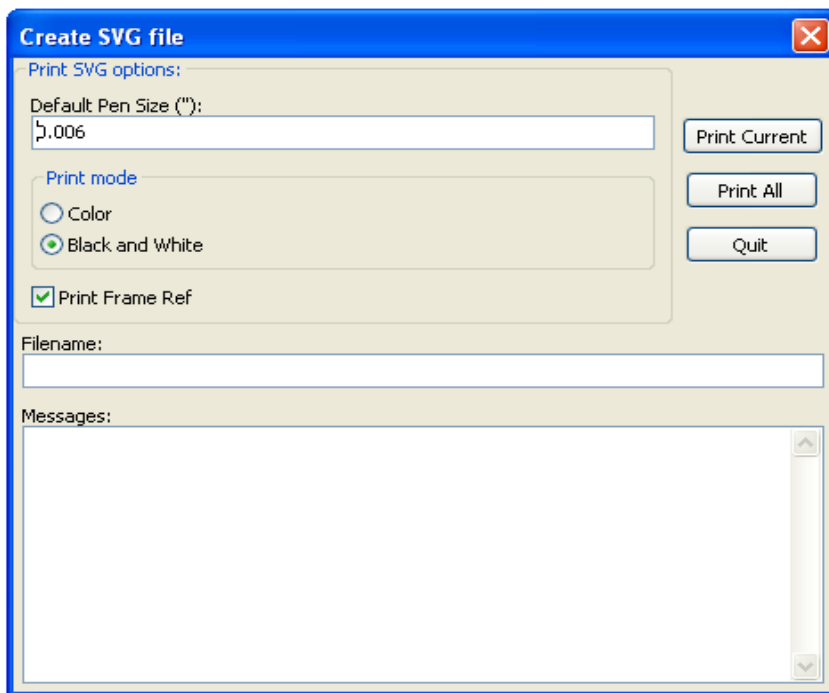 Create SVG file
Print SVG options:
Default Pen Size ("):
0.006
Print Current
Print mode
Print All
Color
Black and White
Quit
Print Frame Ref
Filename:
Messages: